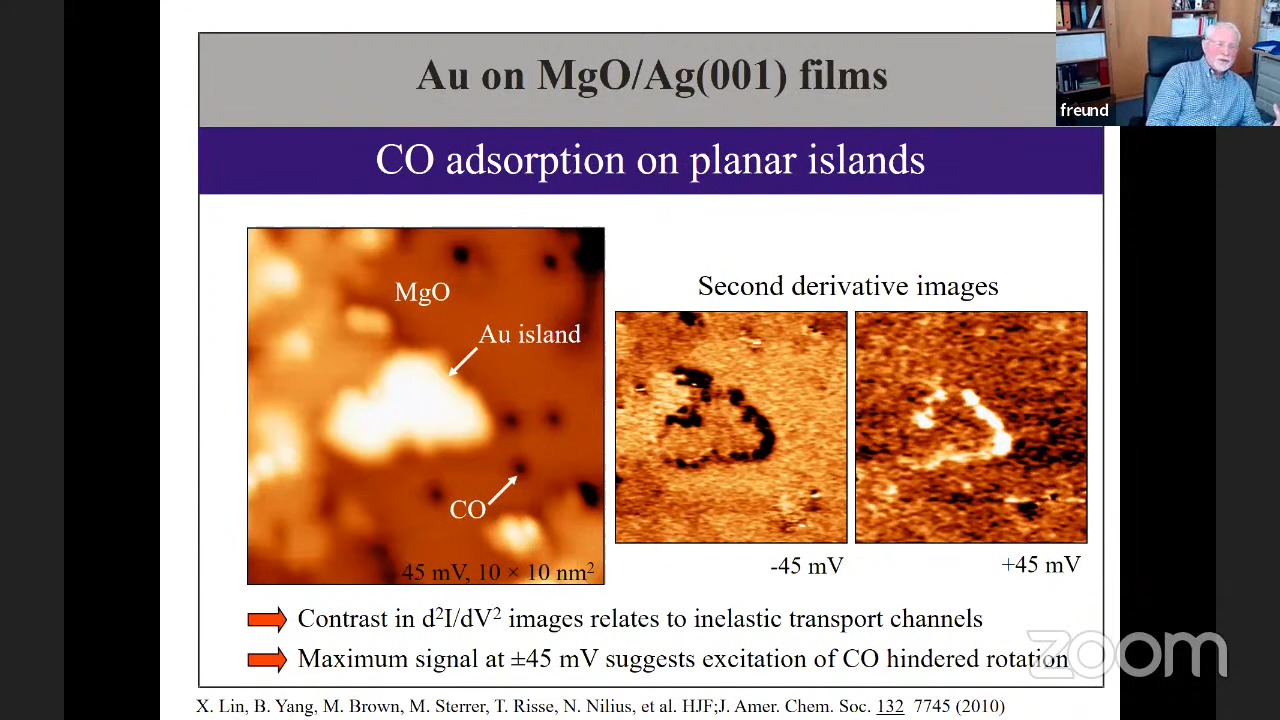 Au on MgO/Ag(001) films
freund
CO adsorption on planar islands
MgO
Au island
CO
45 mV, 10 × 10 nm²
Second derivative images
-45 mV
+45 mV
Contrast in d²I/dV² images relates to inelastic transport channels
Maximum signal at ±45 mV suggests excitation of CO hindered rotation
zoom
X. Lin, B. Yang, M. Brown, M. Sterrer, T. Risse, N. Nilius, et al. HJF;J. Amer. Chem. Soc. 132 7745 (2010)